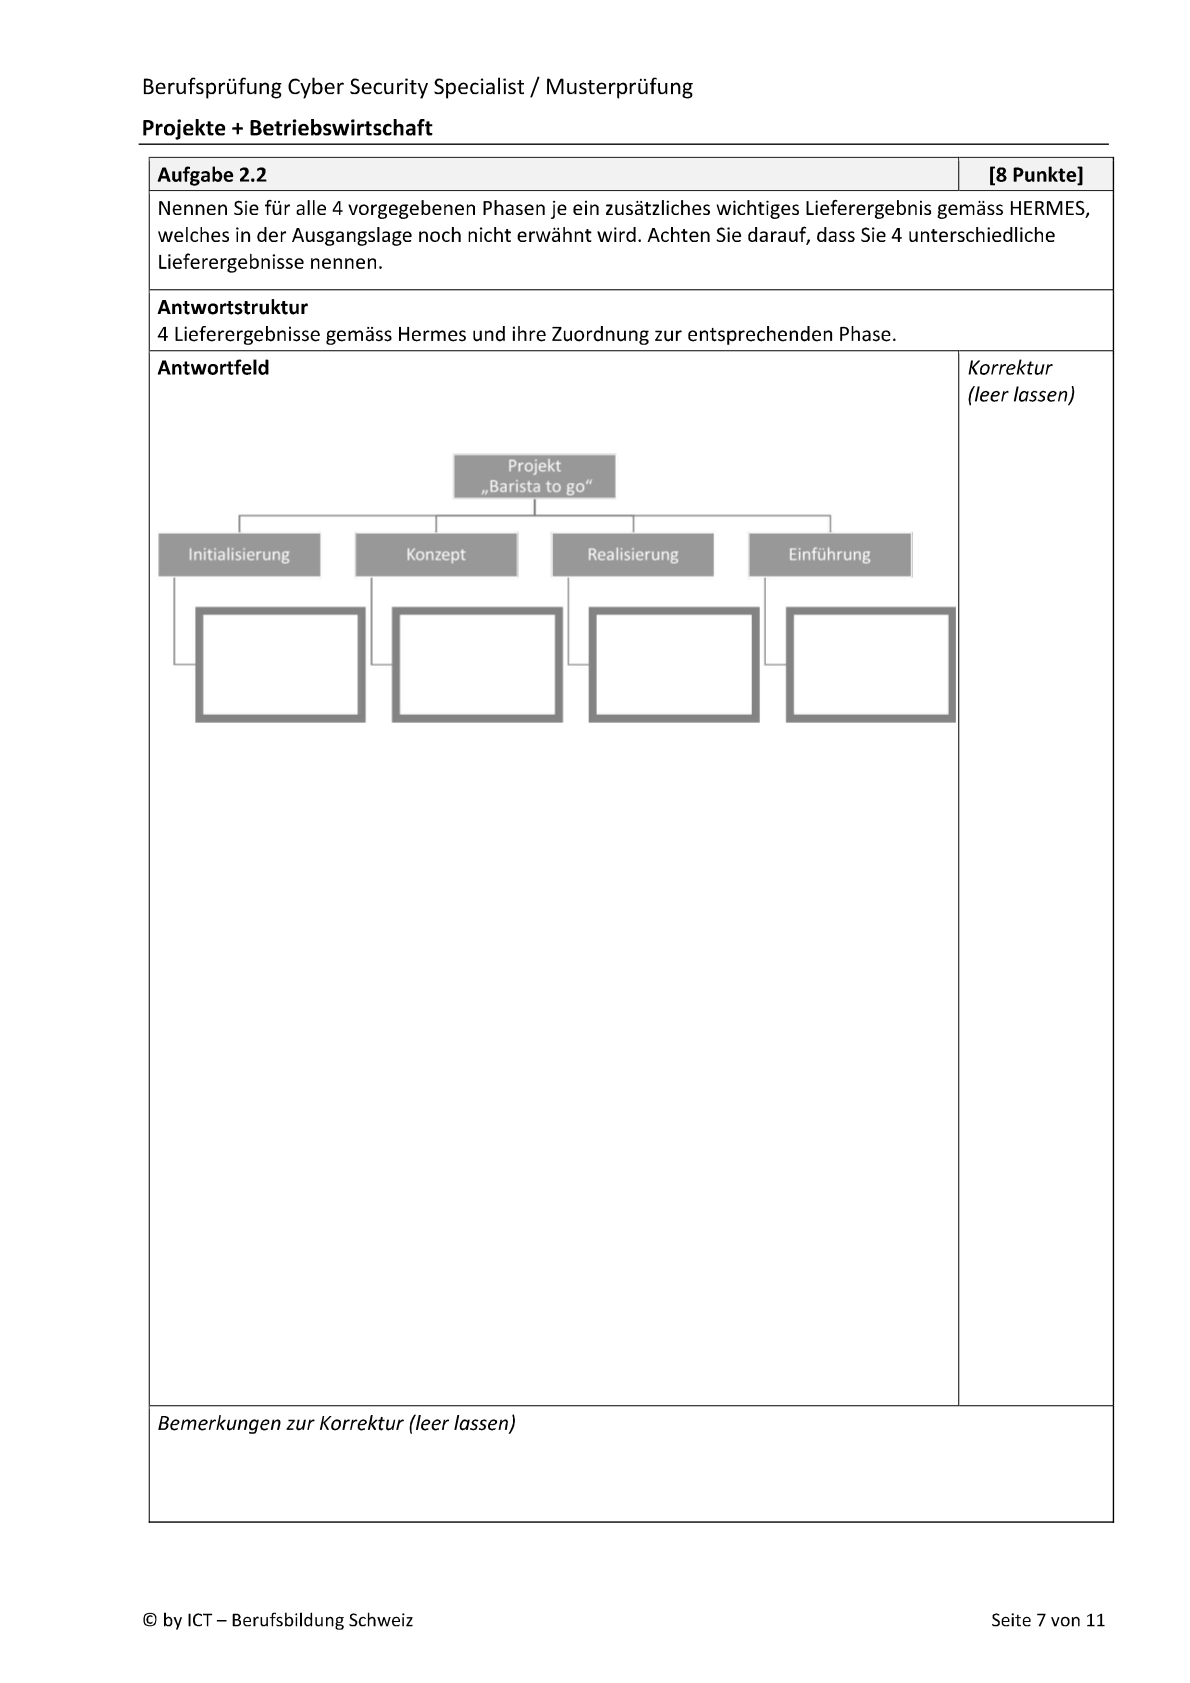 Berufsprüfung Cyber Security Specialist / Musterprüfung
Projekte + Betriebswirtschaft
Aufgabe 2.2 [8 Punkte]
Nennen Sie für alle 4 vorgegebenen Phasen je ein zusätzliches wichtiges Lieferergebnis gemäss HERMES,
welches in der Ausgangslage noch nicht erwähnt wird. Achten Sie darauf, dass Sie 4 unterschiedliche
Lieferergebnisse nennen.
Antwortstruktur
4 Lieferergebnisse gemäss Hermes und ihre Zuordnung zur entsprechenden Phase.
Antwortfeld
Korrektur
(leer lassen)
Projekt
„Barista to go“
Initialisierung Konzept Realisierung Einführung
Bemerkungen zur Korrektur (leer lassen)
© by ICT – Berufsbildung Schweiz Seite 7 von 11